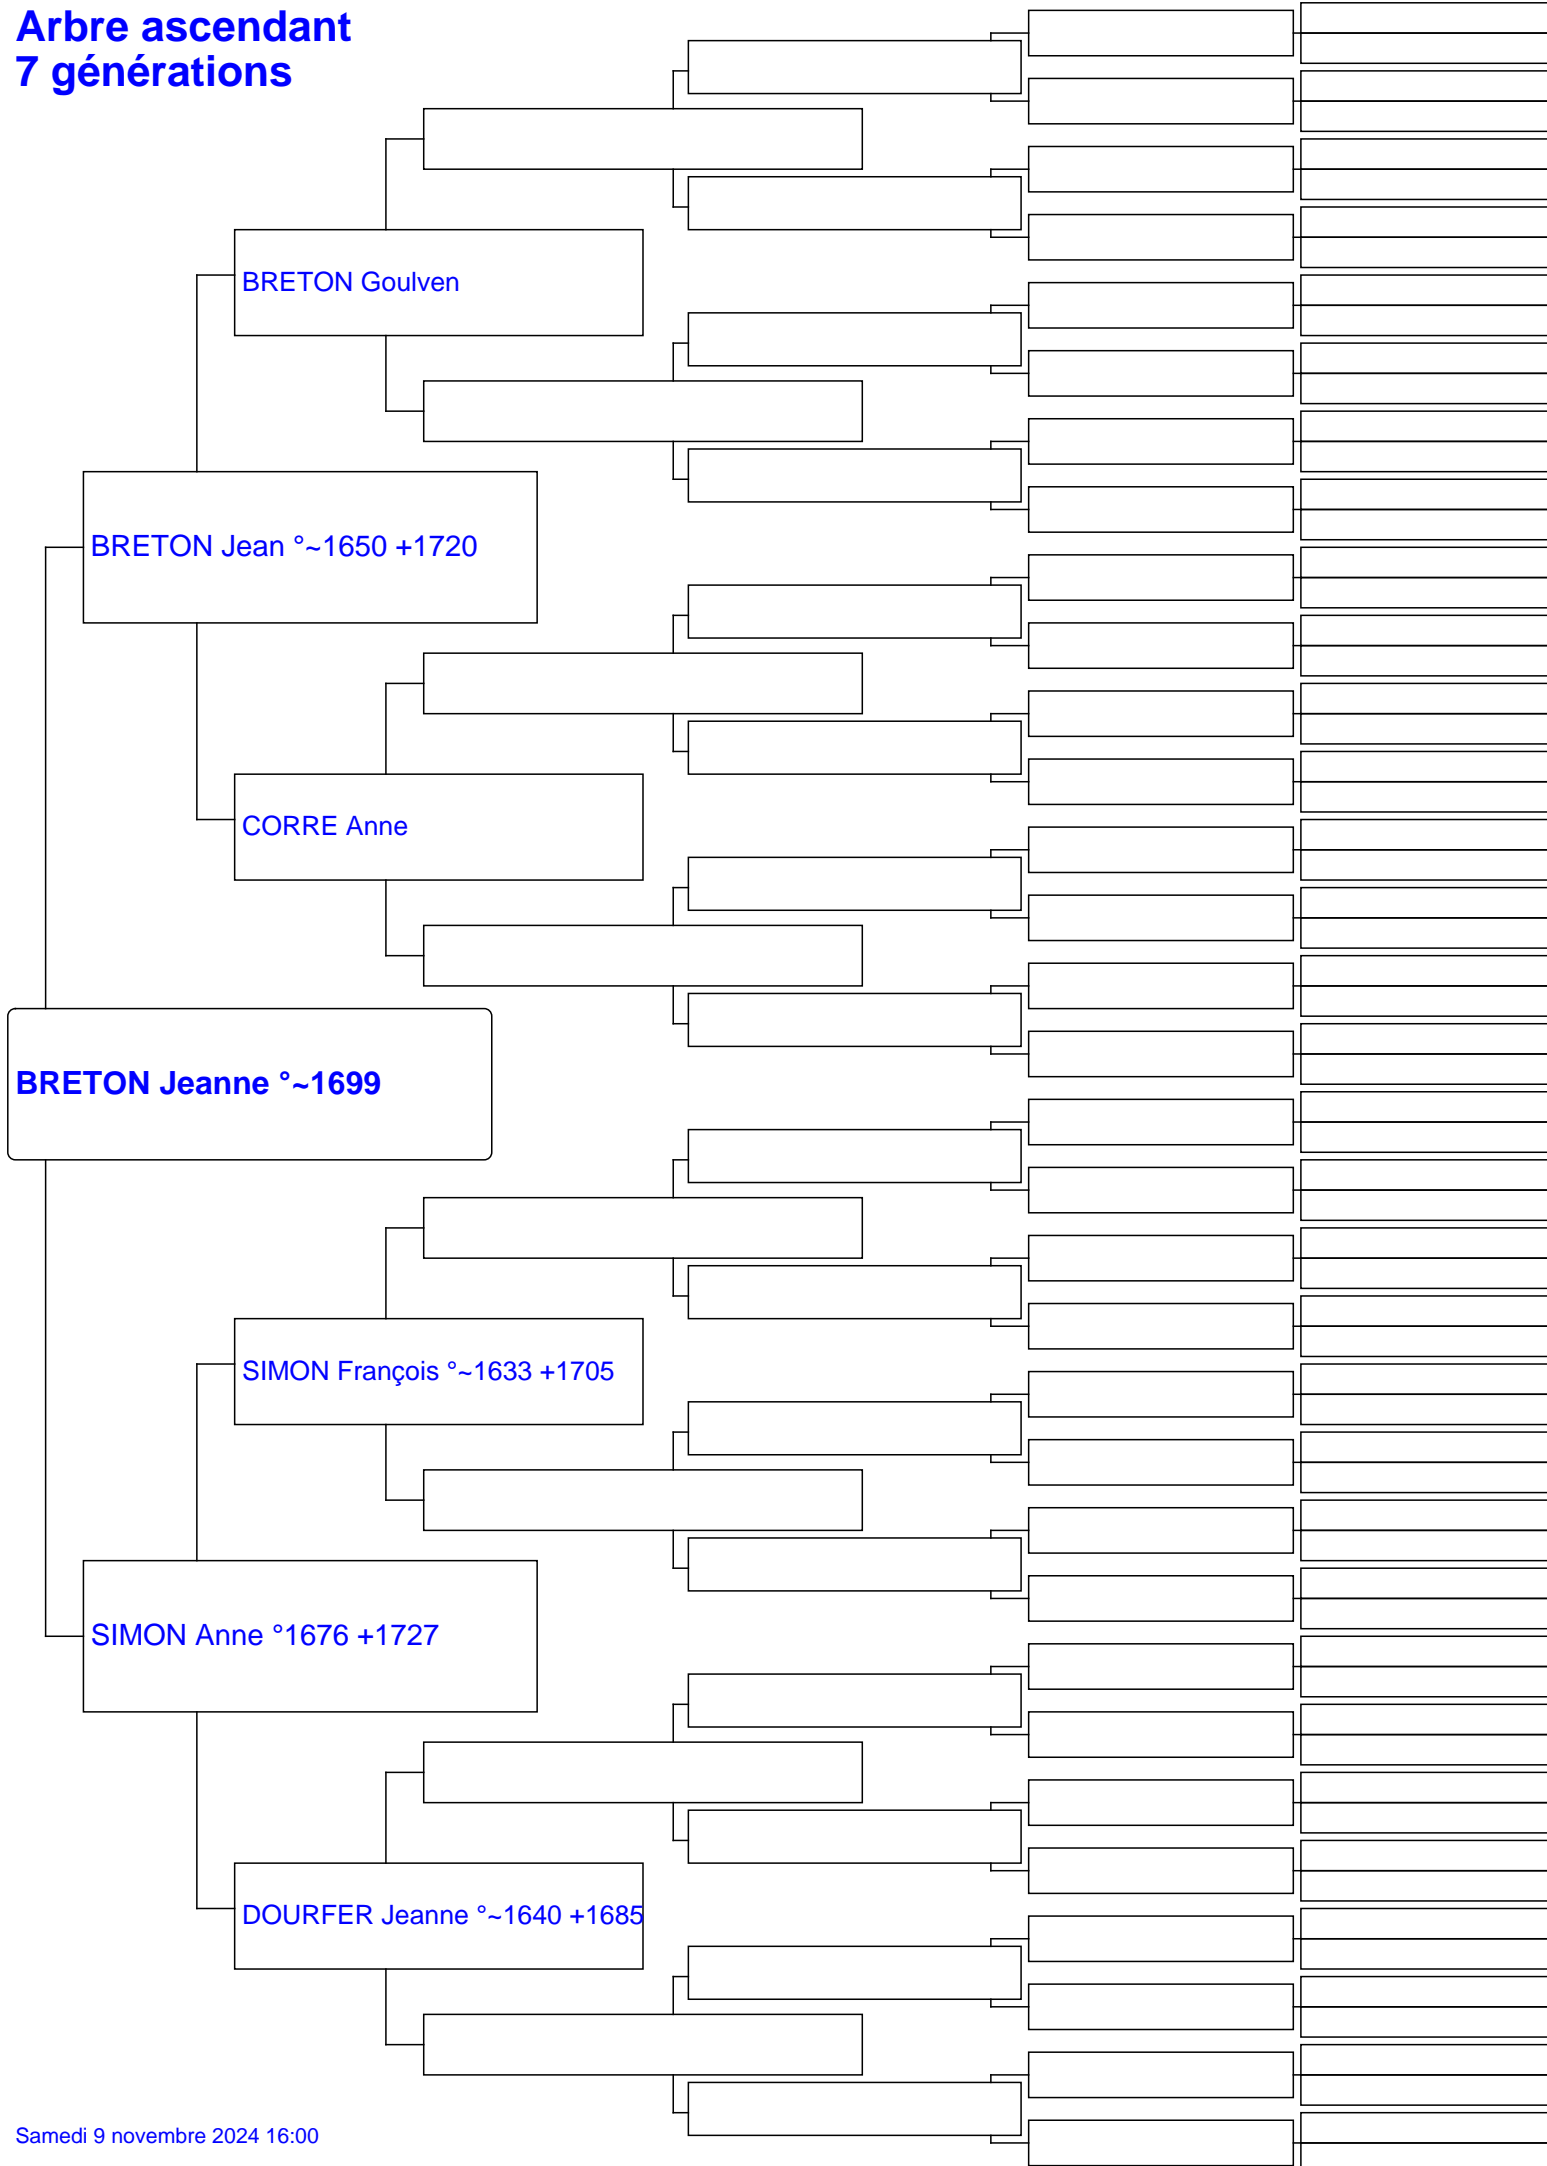 Arbre ascendant
7 générations
BRETON Goulven
BRETON Jean °~1650 +1720
CORRE Anne
BRETON Jeanne °~1699
SIMON François °~1633 +1705
SIMON Anne °1676 +1727
DOURFER Jeanne °~1640 +1685
Samedi 9 novembre 2024 16:00